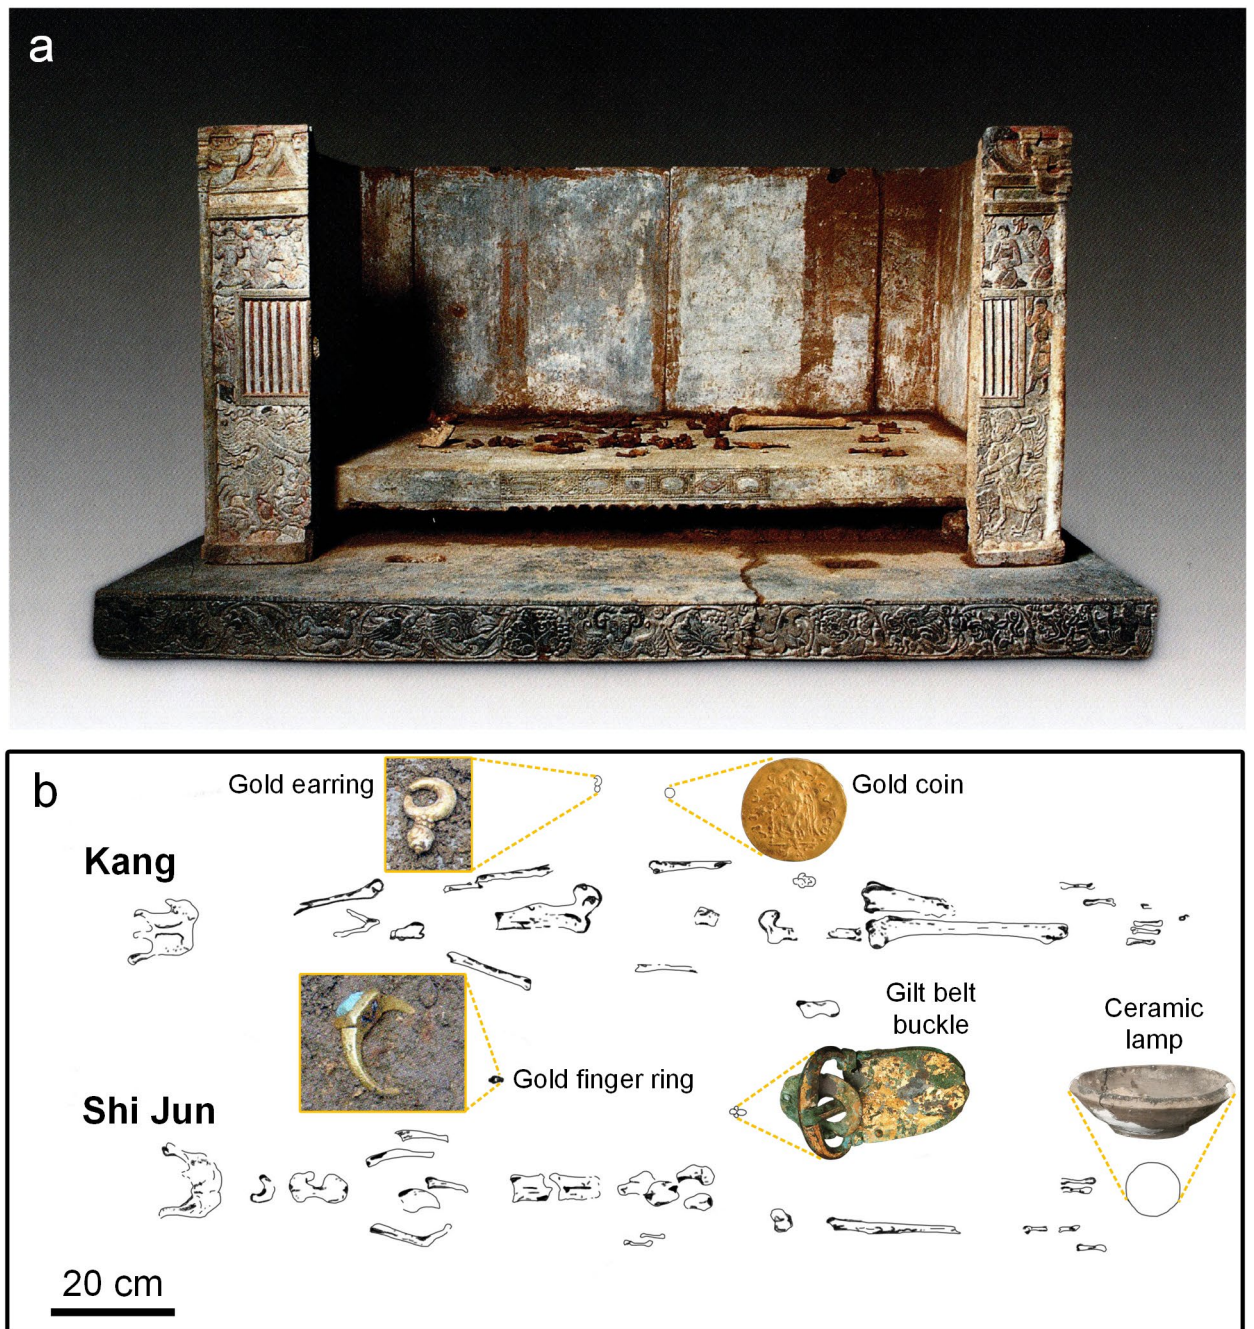 a
b
Gold earring
Gold coin
Kang
Gilt belt
buckle
Ceramic
lamp
Gold finger ring
Shi Jun
20 cm